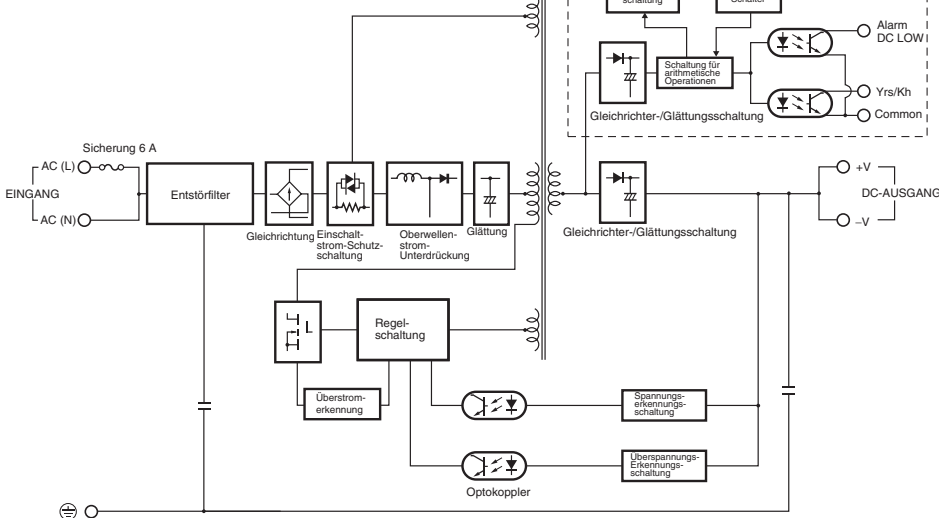 schaltung
Schalter
Alarm
DC LOW
Schaltung für
arithmetische
Operationen
Yrs/Kh
Common
Gleichrichter-/Glättungsschaltung
Sicherung 6 A
AC (L)
EINGANG
AC (N)
Entstörfilter
Gleichrichtung
Einschalt-
strom-Schutz-
schaltung
Oberwellen-
strom-
Unterdrückung
Glättung
Gleichrichter-/Glättungsschaltung
+V
DC-AUSGANG
–V
Regel-
schaltung
Überstrom-
erkennung
Spannungs-
erkennungs-
schaltung
Überspannungs-
Erkennungs-
schaltung
Optokoppler